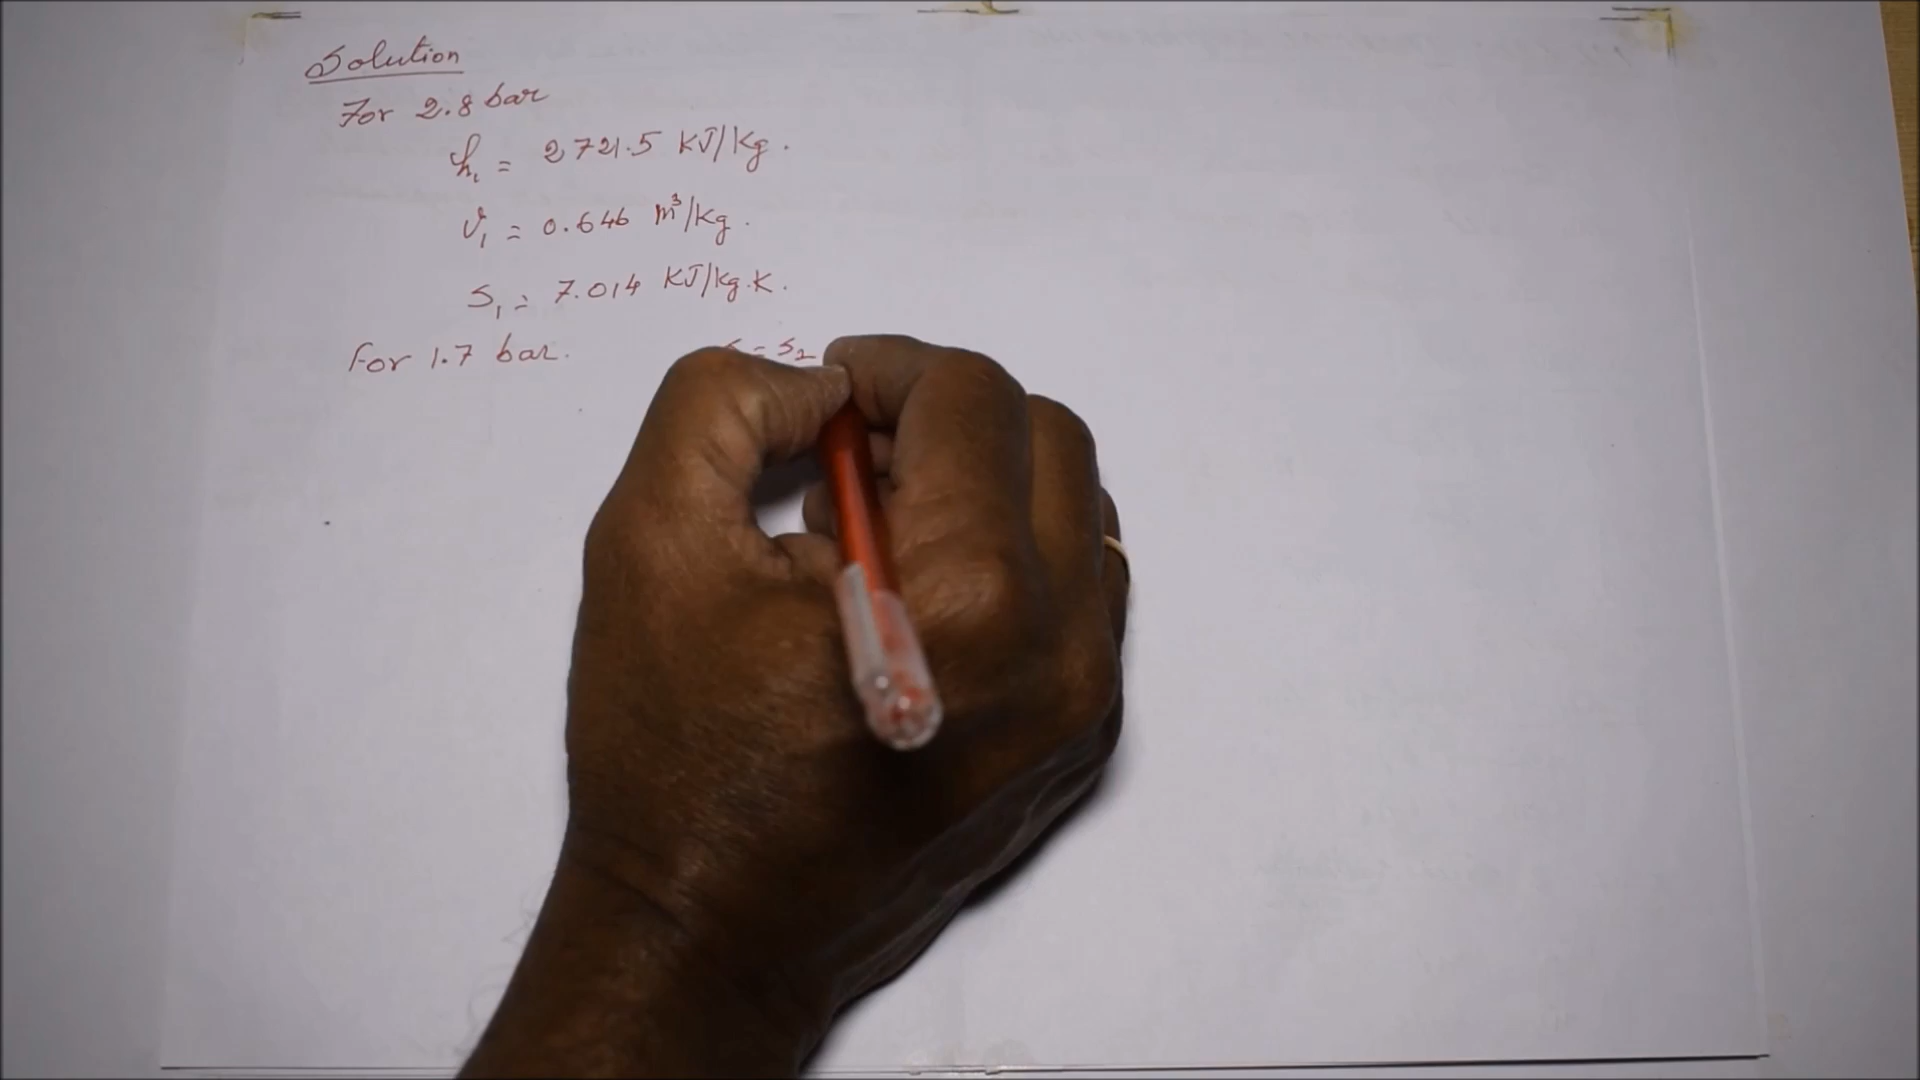 Solution
For 2.8 bar
h₁ = 2721.5 KJ/Kg.
v₁ = 0.646 m³/Kg.
S₁ = 7.014 KJ/Kg.K.
For 1.7 bar. = S₂